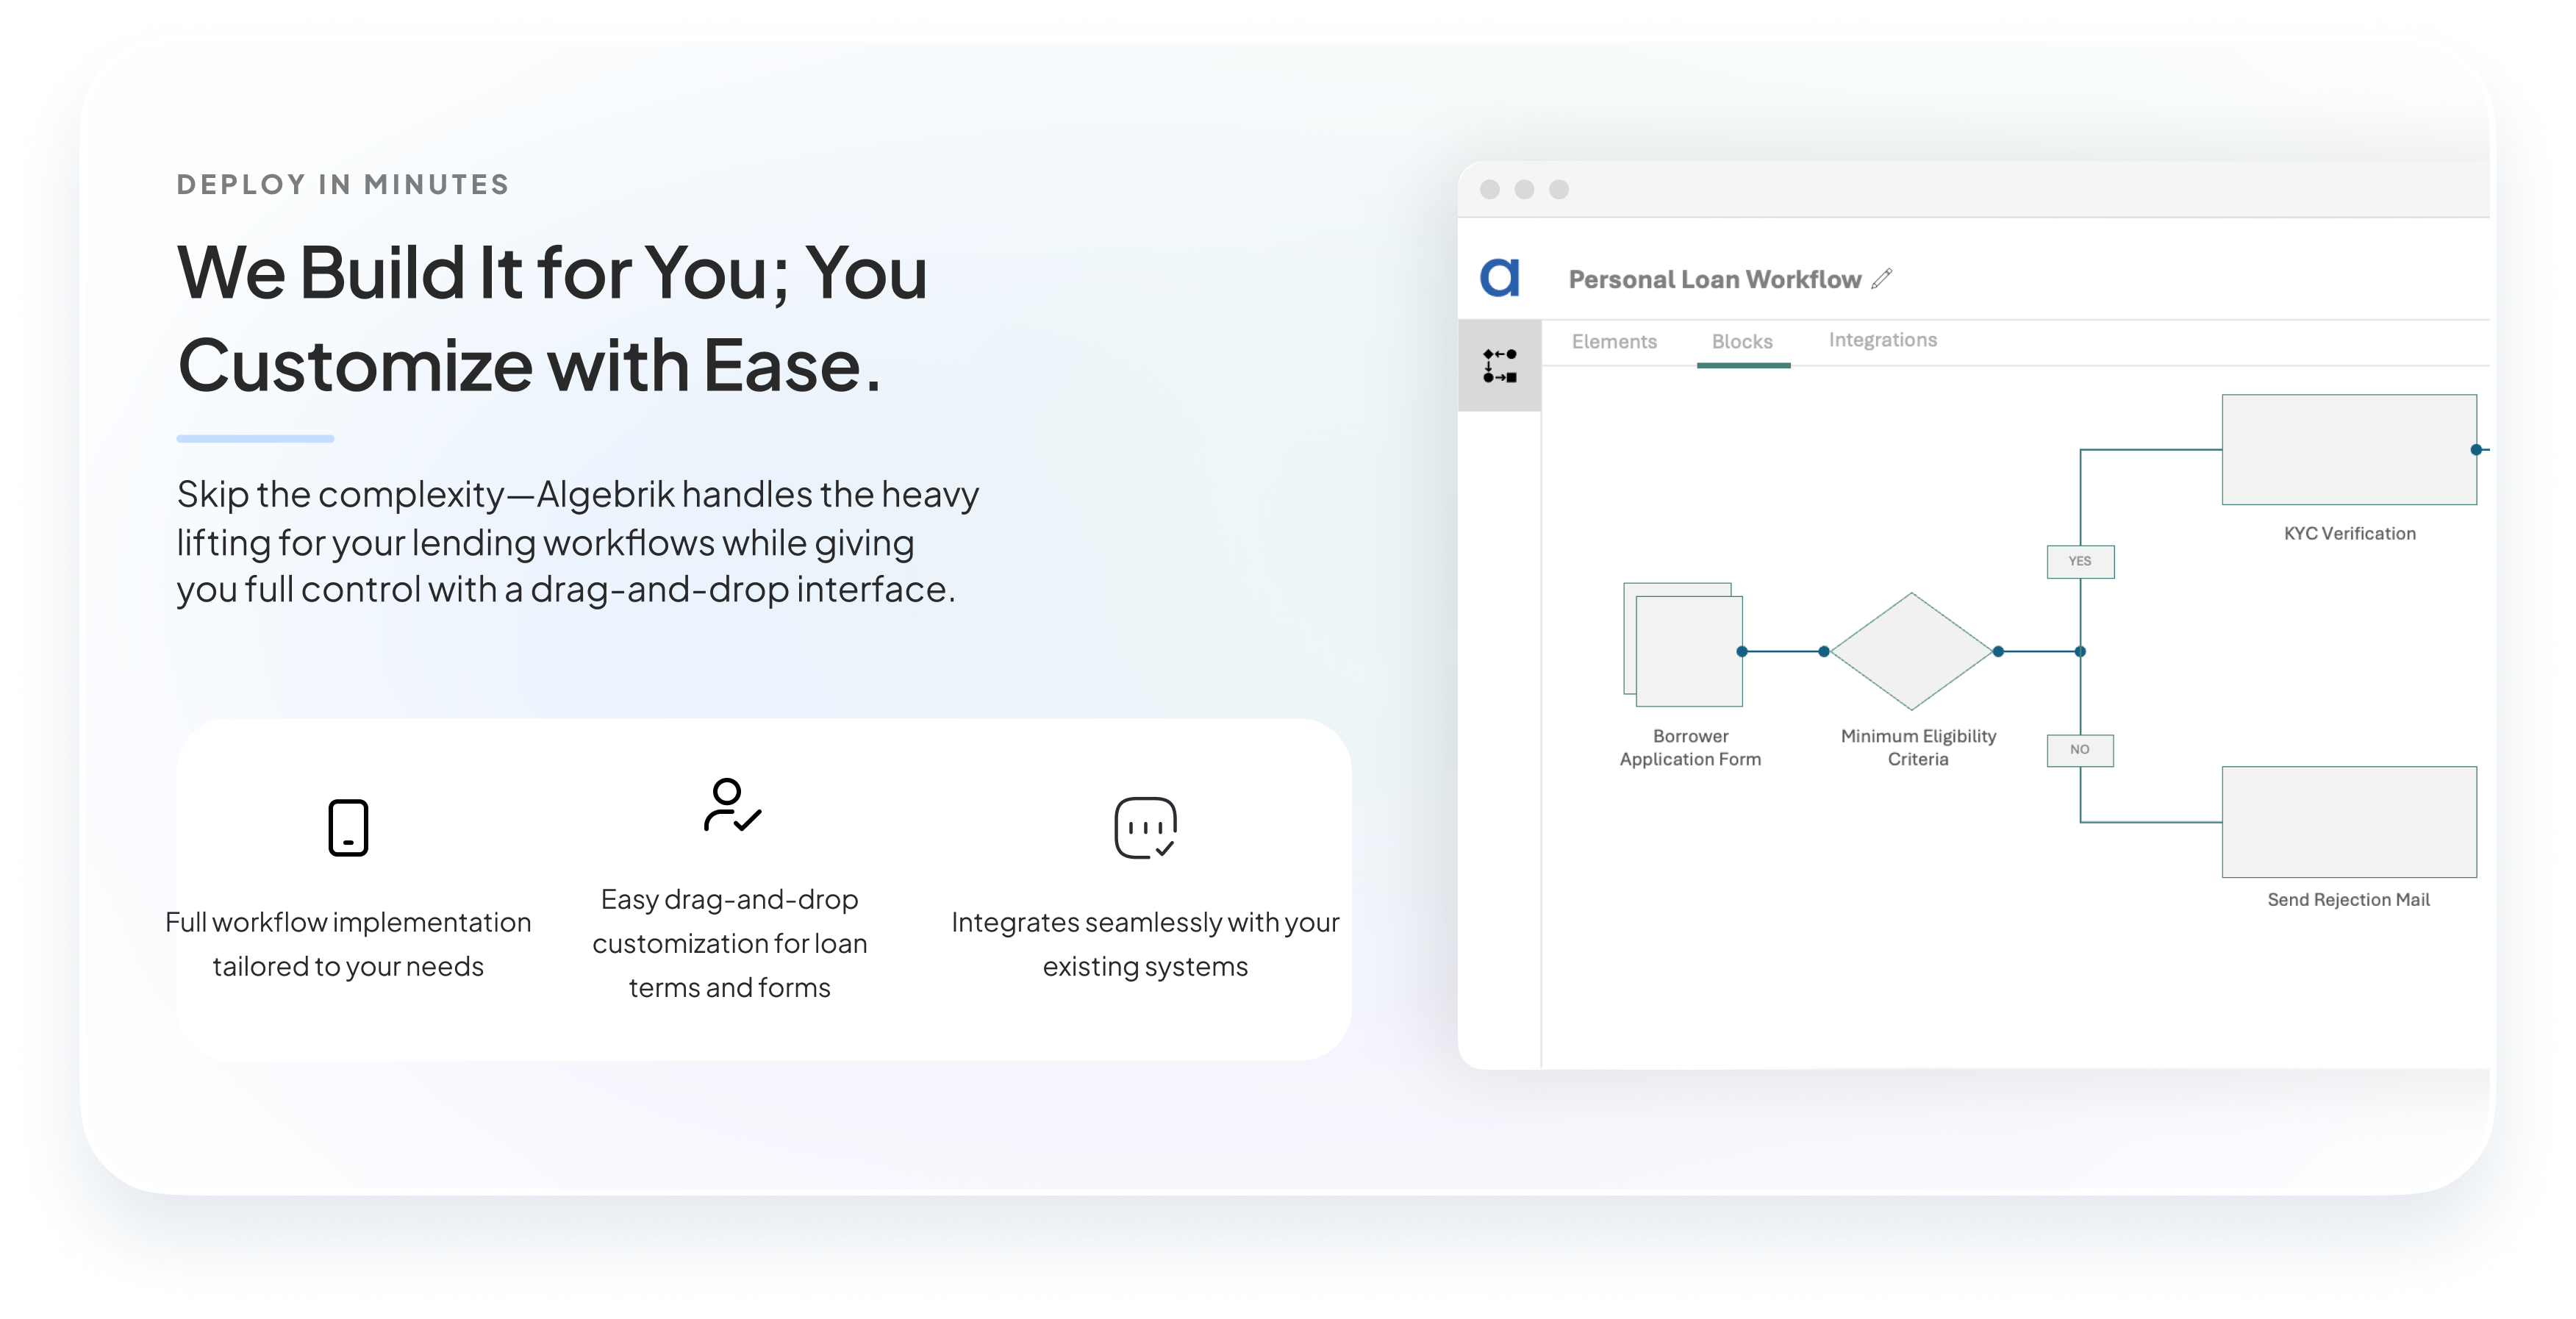 DEPLOY IN MINUTES
We Build It for You; You
Customize with Ease.
Skip the complexity—Algebrik handles the heavy
lifting for your lending workflows while giving
you full control with a drag-and-drop interface.
Full workflow implementation
tailored to your needs
Easy drag-and-drop
customization for loan
terms and forms
Integrates seamlessly with your
existing systems
a
Personal Loan Workflow
Elements
Blocks
Integrations
Borrower
Application Form
Minimum Eligibility
Criteria
YES
NO
KYC Verification
Send Rejection Mail